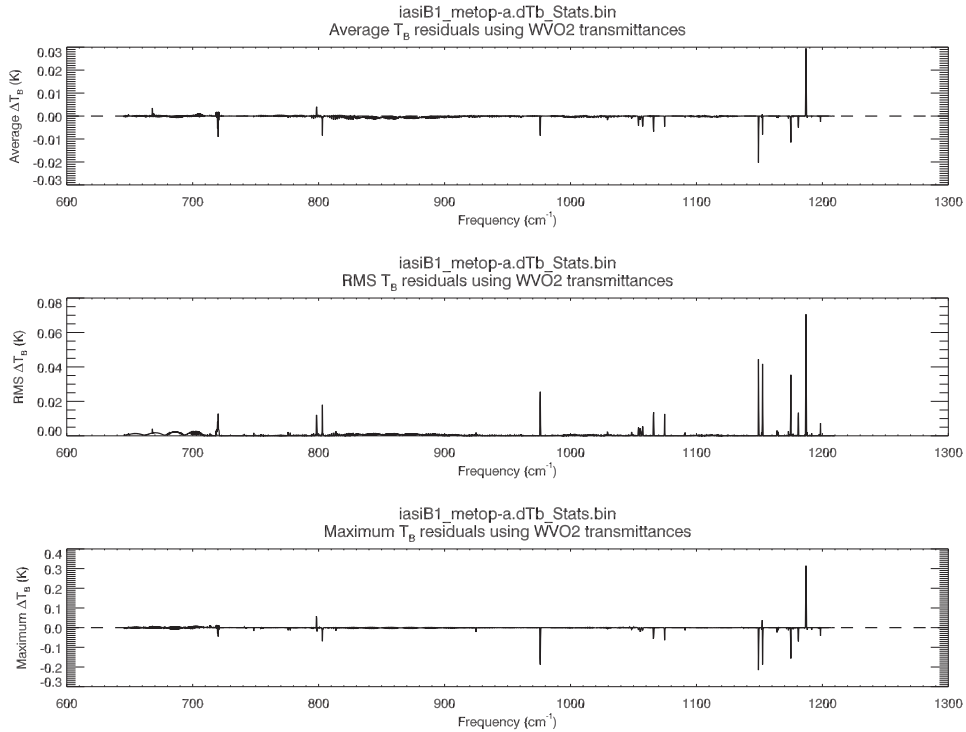 iasiB1_metop-a.dTb_Stats.bin
Average T_B residuals using WVO2 transmittances
0.03
0.02
0.01
0.00
-0.01
-0.02
-0.03
Average ΔT_B (K)
600 700 800 900 1000 1100 1200 1300
Frequency (cm⁻¹)
iasiB1_metop-a.dTb_Stats.bin
RMS T_B residuals using WVO2 transmittances
0.08
0.06
0.04
0.02
0.00
RMS ΔT_B (K)
600 700 800 900 1000 1100 1200 1300
Frequency (cm⁻¹)
iasiB1_metop-a.dTb_Stats.bin
Maximum T_B residuals using WVO2 transmittances
0.4
0.3
0.2
0.1
0.0
-0.1
-0.2
-0.3
Maximum ΔT_B (K)
600 700 800 900 1000 1100 1200 1300
Frequency (cm⁻¹)